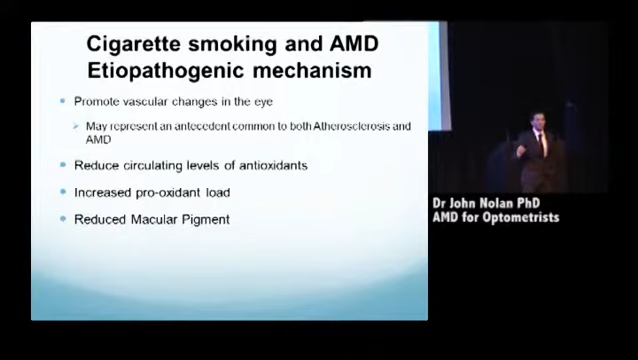 Cigarette smoking and AMD
Etiopathogenic mechanism
Promote vascular changes in the eye
May represent an antecedent common to both Atherosclerosis and
AMD
Reduce circulating levels of antioxidants
Increased pro-oxidant load
Reduced Macular Pigment
Dr John Nolan PhD
AMD for Optometrists